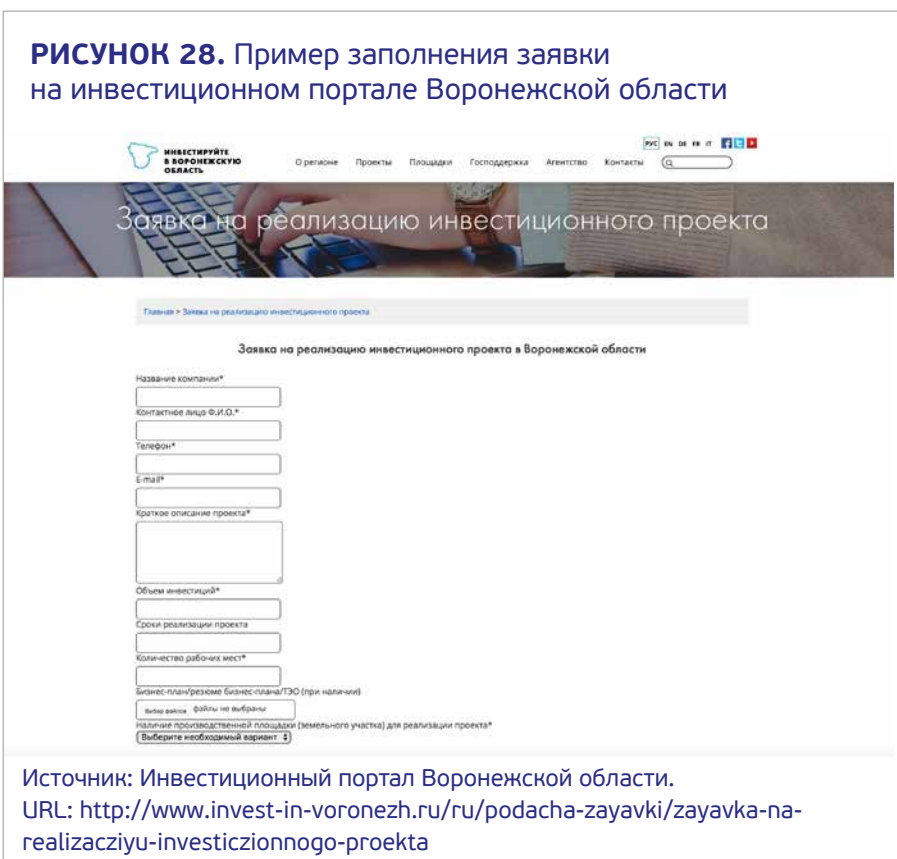 РИСУНОК 28. Пример заполнения заявки
на инвестиционном портале Воронежской области
ИНВЕСТИРУЙТЕ
В ВОРОНЕЖСКУЮ
ОБЛАСТЬ
РУС EN DE FR IT
О регионе Проекты Площадки Господдержка Агентство Контакты
Заявка на реализацию инвестиционного проекта
Главная > Заявка на реализацию инвестиционного проекта
Заявка на реализацию инвестиционного проекта в Воронежской области
Название компании*
Контактное лицо Ф.И.О.*
Телефон*
E-mail*
Краткое описание проекта*
Объем инвестиций*
Сроки реализации проекта
Количество рабочих мест*
Бизнес-план/резюме бизнес-плана/ТЭО (при наличии)
Выбор файлов файлы не выбраны
Наличие производственной площадки (земельного участка) для реализации проекта*
Выберите необходимый вариант
Источник: Инвестиционный портал Воронежской области.
URL: http://www.invest-in-voronezh.ru/ru/podacha-zayavki/zayavka-na-
realizacziyu-investiczionnogo-proekta